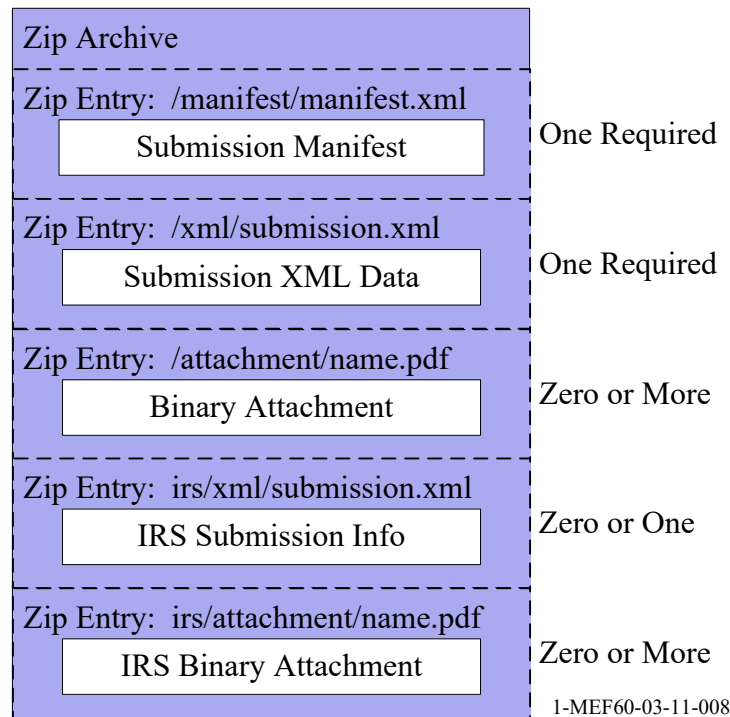 Zip Archive
Zip Entry: /manifest/manifest.xml
Submission Manifest
One Required
Zip Entry: /xml/submission.xml
Submission XML Data
One Required
Zip Entry: /attachment/name.pdf
Binary Attachment
Zero or More
Zip Entry: irs/xml/submission.xml
IRS Submission Info
Zero or One
Zip Entry: irs/attachment/name.pdf
IRS Binary Attachment
Zero or More
1-MEF60-03-11-008